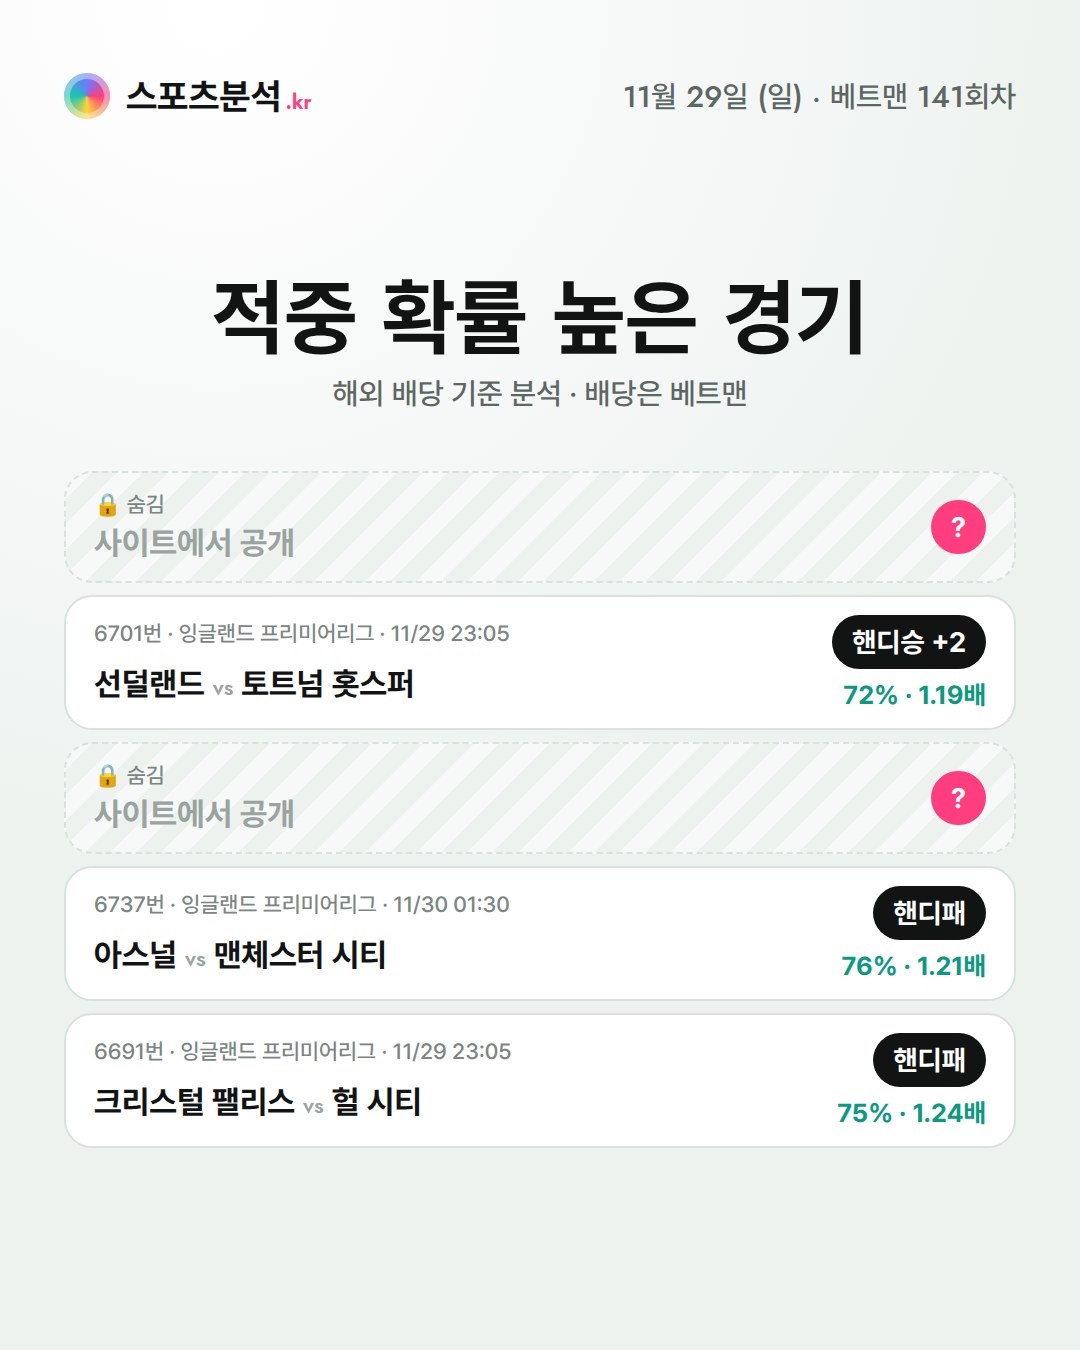 스포츠분석.kr
11월 29일 (일) · 베트맨 141회차
적중 확률 높은 경기
해외 배당 기준 분석 · 배당은 베트맨
🔒 숨김
사이트에서 공개
?
6701번 · 잉글랜드 프리미어리그 · 11/29 23:05
핸디승 +2
선덜랜드 vs 토트넘 홋스퍼
72% · 1.19배
🔒 숨김
사이트에서 공개
?
6737번 · 잉글랜드 프리미어리그 · 11/30 01:30
핸디패
아스널 vs 맨체스터 시티
76% · 1.21배
6691번 · 잉글랜드 프리미어리그 · 11/29 23:05
핸디패
크리스털 팰리스 vs 헐 시티
75% · 1.24배